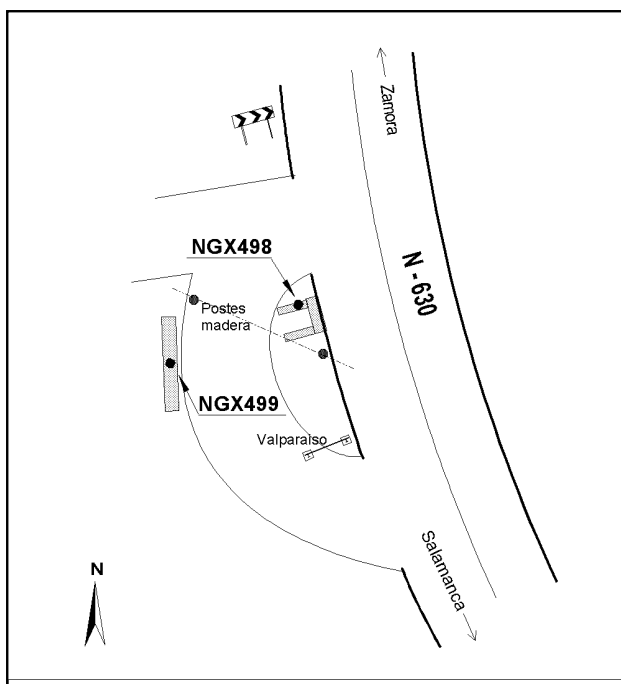 Zamora
NGX498
N - 630
Postes
madera
NGX499
Valparaiso
Salamanca
N